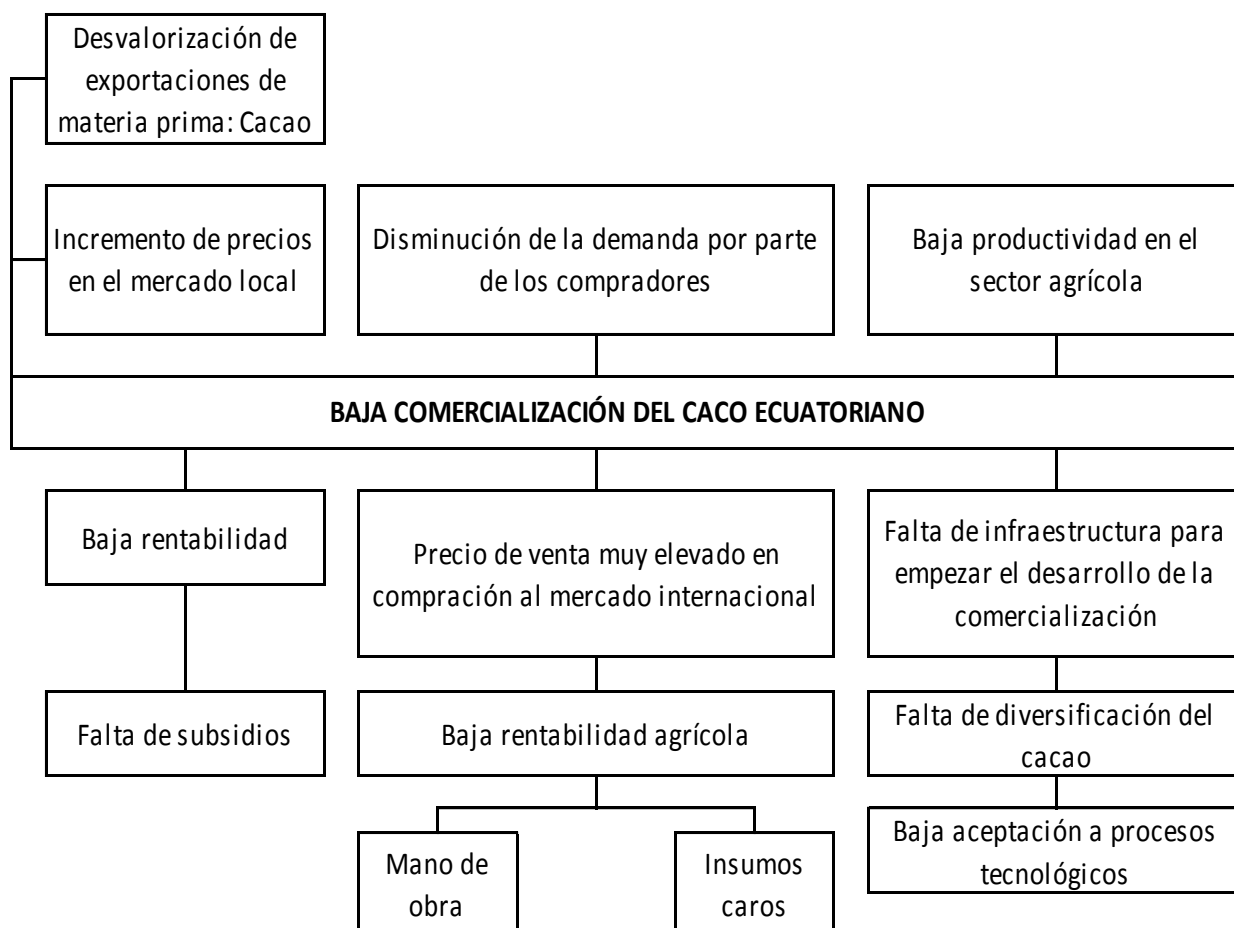 Desvalorización de
exportaciones de
materia prima: Cacao
Incremento de precios
en el mercado local
Disminución de la demanda por parte
de los compradores
Baja productividad en el
sector agrícola
BAJA COMERCIALIZACIÓN DEL CACO ECUATORIANO
Baja rentabilidad
Precio de venta muy elevado en
compración al mercado internacional
Falta de infraestructura para
empezar el desarrollo de la
comercialización
Falta de subsidios
Baja rentabilidad agrícola
Falta de diversificación del
cacao
Mano de
obra
Insumos
caros
Baja aceptación a procesos
tecnológicos